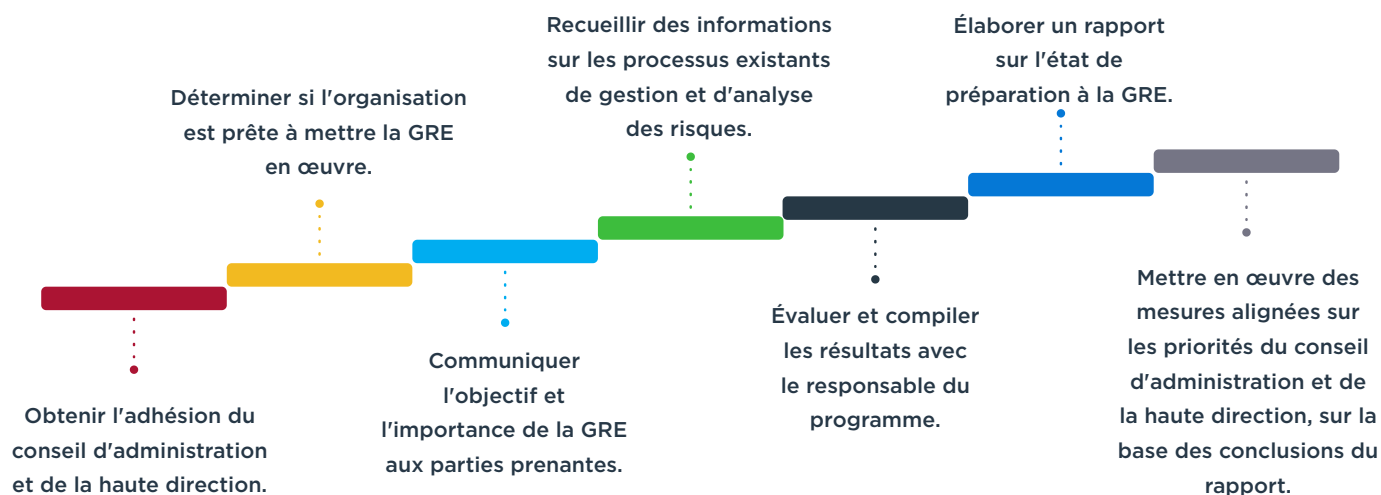 Obtenir l'adhésion du
conseil d'administration
et de la haute direction.
Déterminer si l'organisation
est prête à mettre la GRE
en œuvre.
Communiquer
l'objectif et
l'importance de la GRE
aux parties prenantes.
Recueillir des informations
sur les processus existants
de gestion et d'analyse
des risques.
Évaluer et compiler
les résultats avec
le responsable du
programme.
Élaborer un rapport
sur l'état de
préparation à la GRE.
Mettre en œuvre des
mesures alignées sur
les priorités du conseil
d'administration et de
la haute direction, sur la
base des conclusions du
rapport.